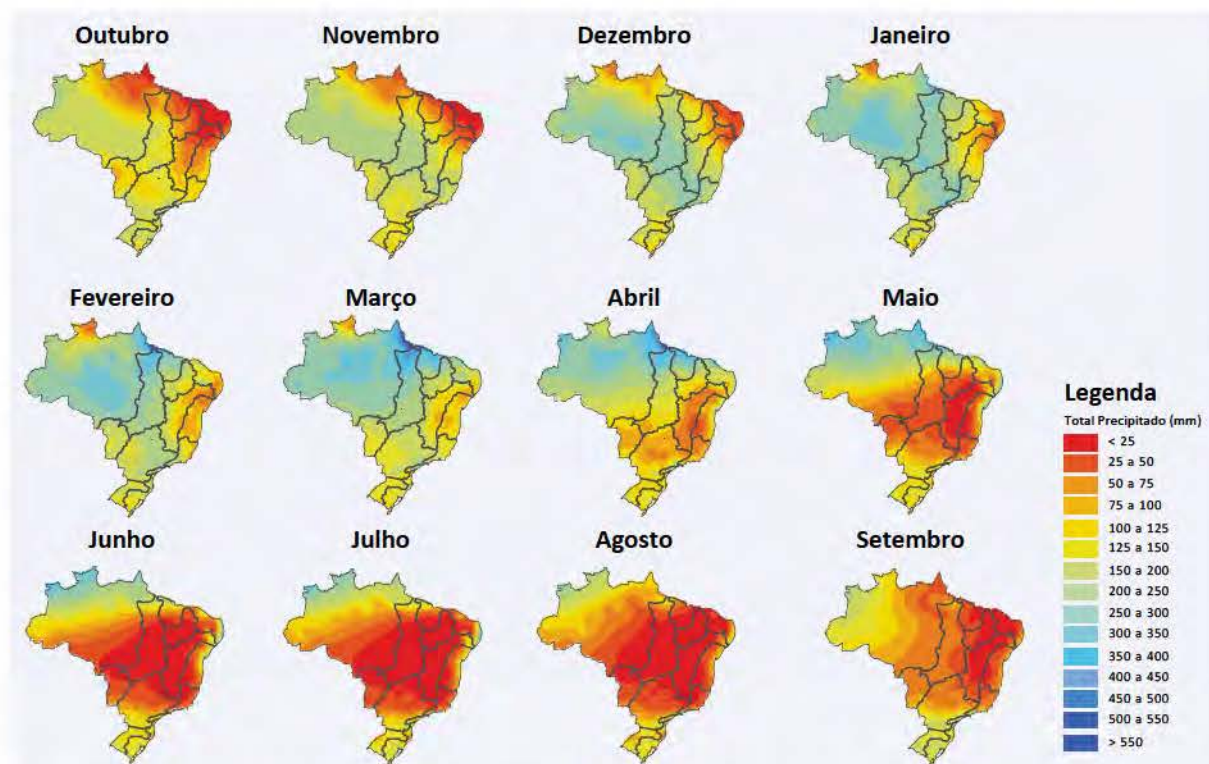 Outubro
Novembro
Dezembro
Janeiro
Fevereiro
Março
Abril
Maio
Junho
Julho
Agosto
Setembro
Legenda
Total Precipitado (mm)
< 25
25 a 50
50 a 75
75 a 100
100 a 125
125 a 150
150 a 200
200 a 250
250 a 300
300 a 350
350 a 400
400 a 450
450 a 500
500 a 550
> 550